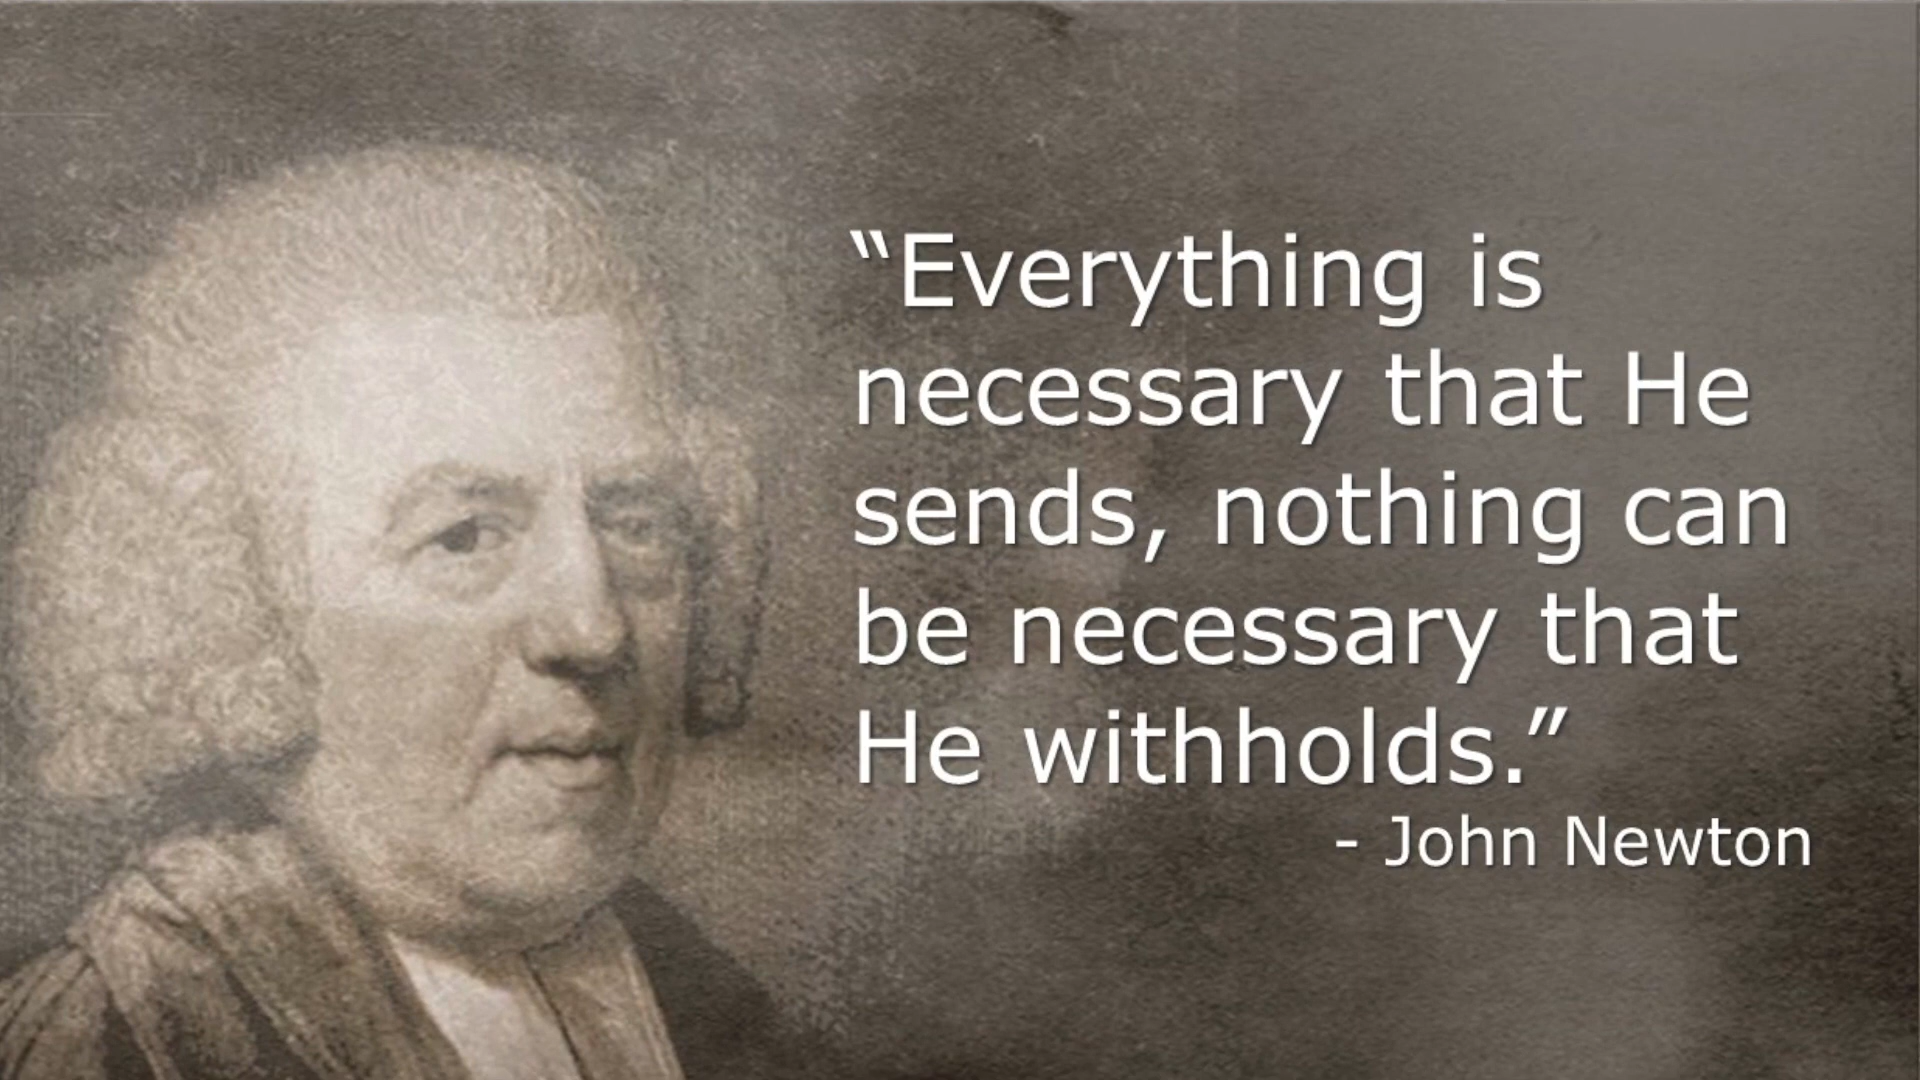 “Everything is
necessary that He
sends, nothing can
be necessary that
He withholds.”
- John Newton